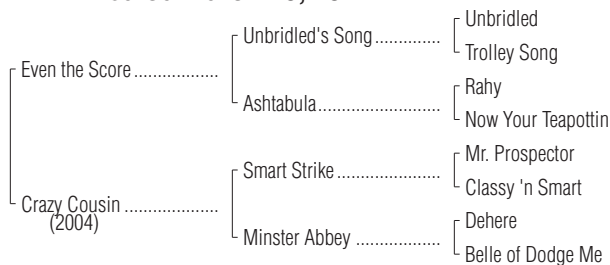 Unbridled
Unbridled's Song
Trolley Song
Even the Score
Rahy
Ashtabula
Now Your Teapottin
Mr. Prospector
Smart Strike
Classy 'n Smart
Crazy Cousin
(2004)
Dehere
Minster Abbey
Belle of Dodge Me